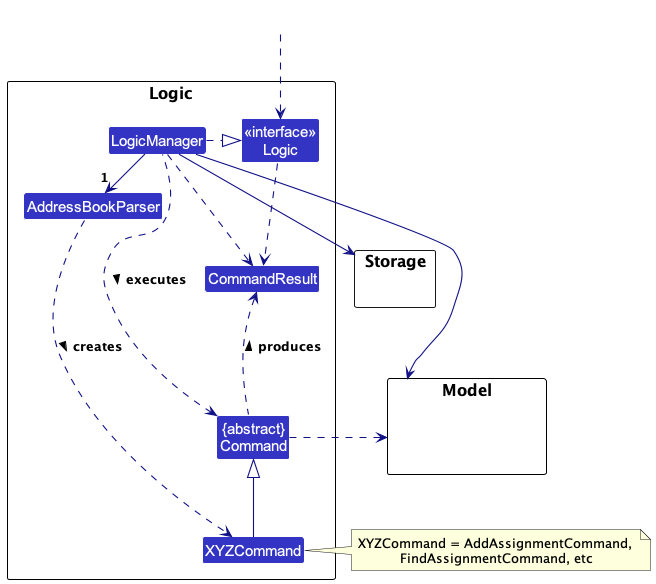 Logic
LogicManager
«interface»
Logic
1
AddressBookParser
Storage
CommandResult
executes
creates
produces
Model
{abstract}
Command
XYZCommand
XYZCommand = AddAssignmentCommand,
FindAssignmentCommand, etc